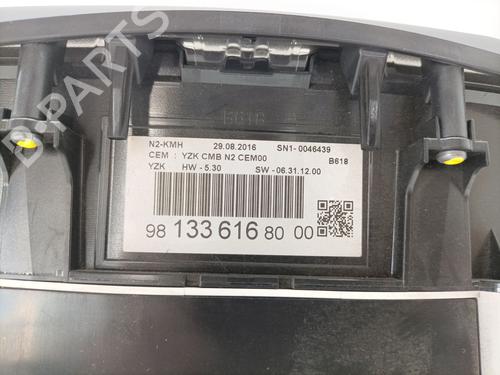 B-PARTS
B618
N2-KMH 29.08.2016 SN1- 0046439
CEM : YZK CMB N2 CEM00 B618
YZK HW - 5.30 SW - 06.31.12.00
98 133 616 80 00